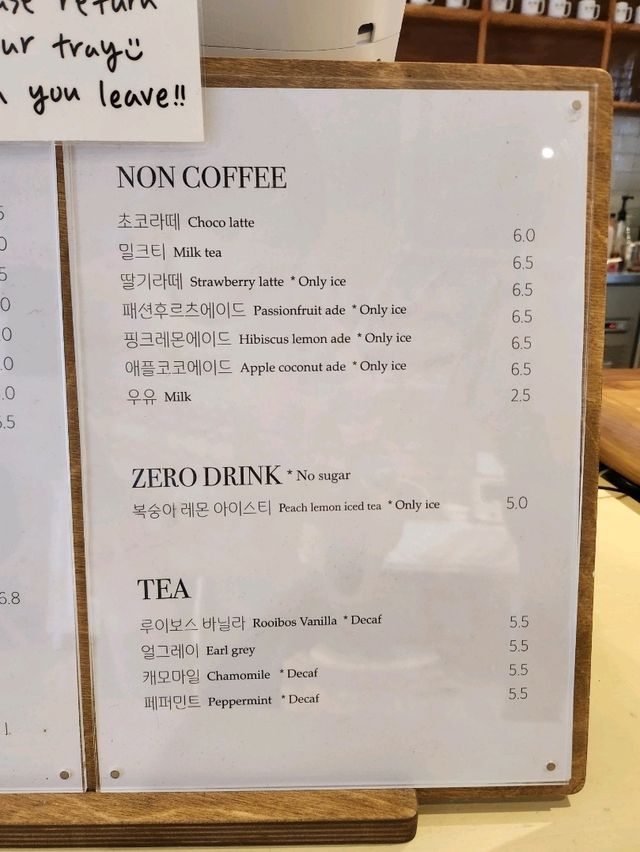 return
ur tray
you leave!!
NON COFFEE
초코라떼 Choco latte 6.0
밀크티 Milk tea 6.5
딸기라떼 Strawberry latte * Only ice 6.5
패션후르츠에이드 Passionfruit ade * Only ice 6.5
핑크레몬에이드 Hibiscus lemon ade * Only ice 6.5
애플코코에이드 Apple coconut ade * Only ice 6.5
우유 Milk 2.5
ZERO DRINK * No sugar
복숭아 레몬 아이스티 Peach lemon iced tea * Only ice 5.0
TEA
루이보스 바닐라 Rooibos Vanilla * Decaf 5.5
얼그레이 Earl grey 5.5
캐모마일 Chamomile * Decaf 5.5
페퍼민트 Peppermint * Decaf 5.5
6.8